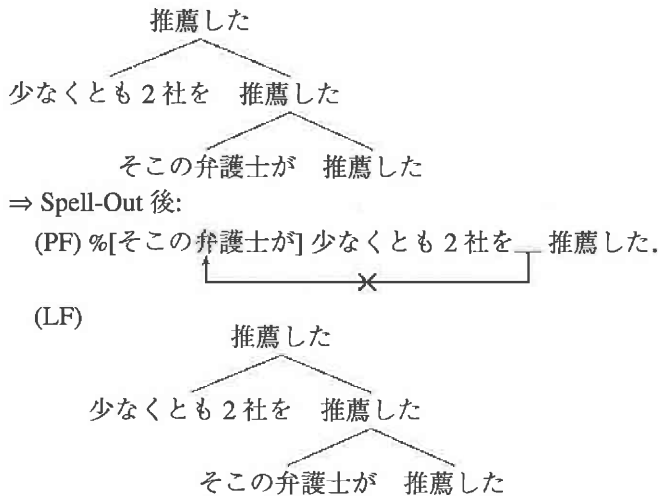 推薦した
少なくとも2社を 推薦した
そこの弁護士が 推薦した
⇒ Spell-Out 後:
(PF) %[そこの弁護士が] 少なくとも2社を__ 推薦した.
(LF)
推薦した
少なくとも2社を 推薦した
そこの弁護士が 推薦した